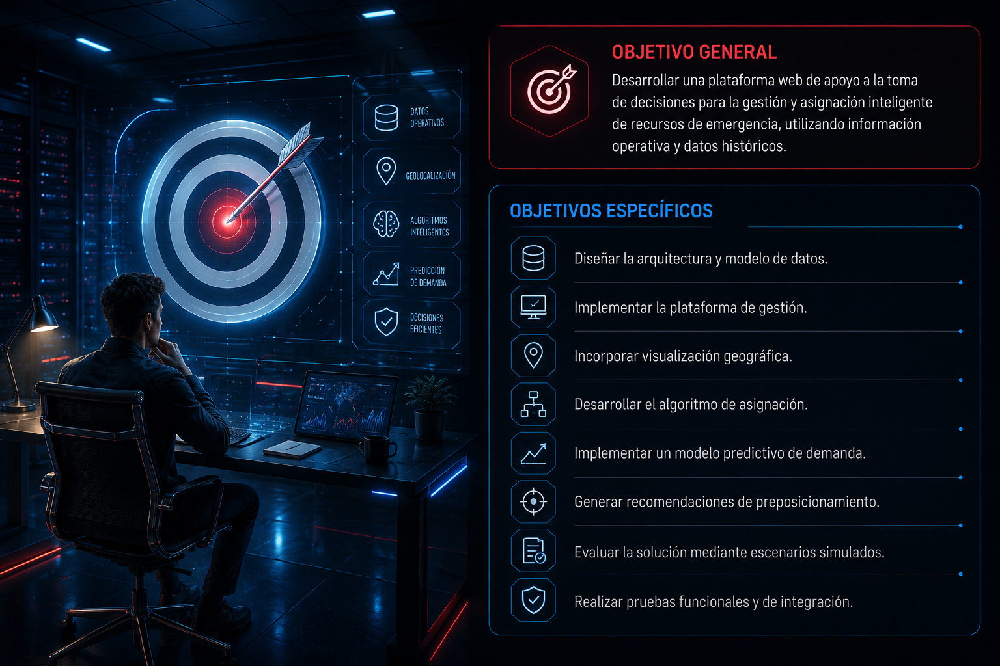 DATOS
OPERATIVOS
GEOLOCALIZACIÓN
ALGORITMOS
INTELIGENTES
PREDICCIÓN
DE DEMANDA
DECISIONES
EFICIENTES
OBJETIVO GENERAL
Desarrollar una plataforma web de apoyo a la toma
de decisiones para la gestión y asignación inteligente
de recursos de emergencia, utilizando información
operativa y datos históricos.
OBJETIVOS ESPECÍFICOS
Diseñar la arquitectura y modelo de datos.
Implementar la plataforma de gestión.
Incorporar visualización geográfica.
Desarrollar el algoritmo de asignación.
Implementar un modelo predictivo de demanda.
Generar recomendaciones de preposicionamiento.
Evaluar la solución mediante escenarios simulados.
Realizar pruebas funcionales y de integración.